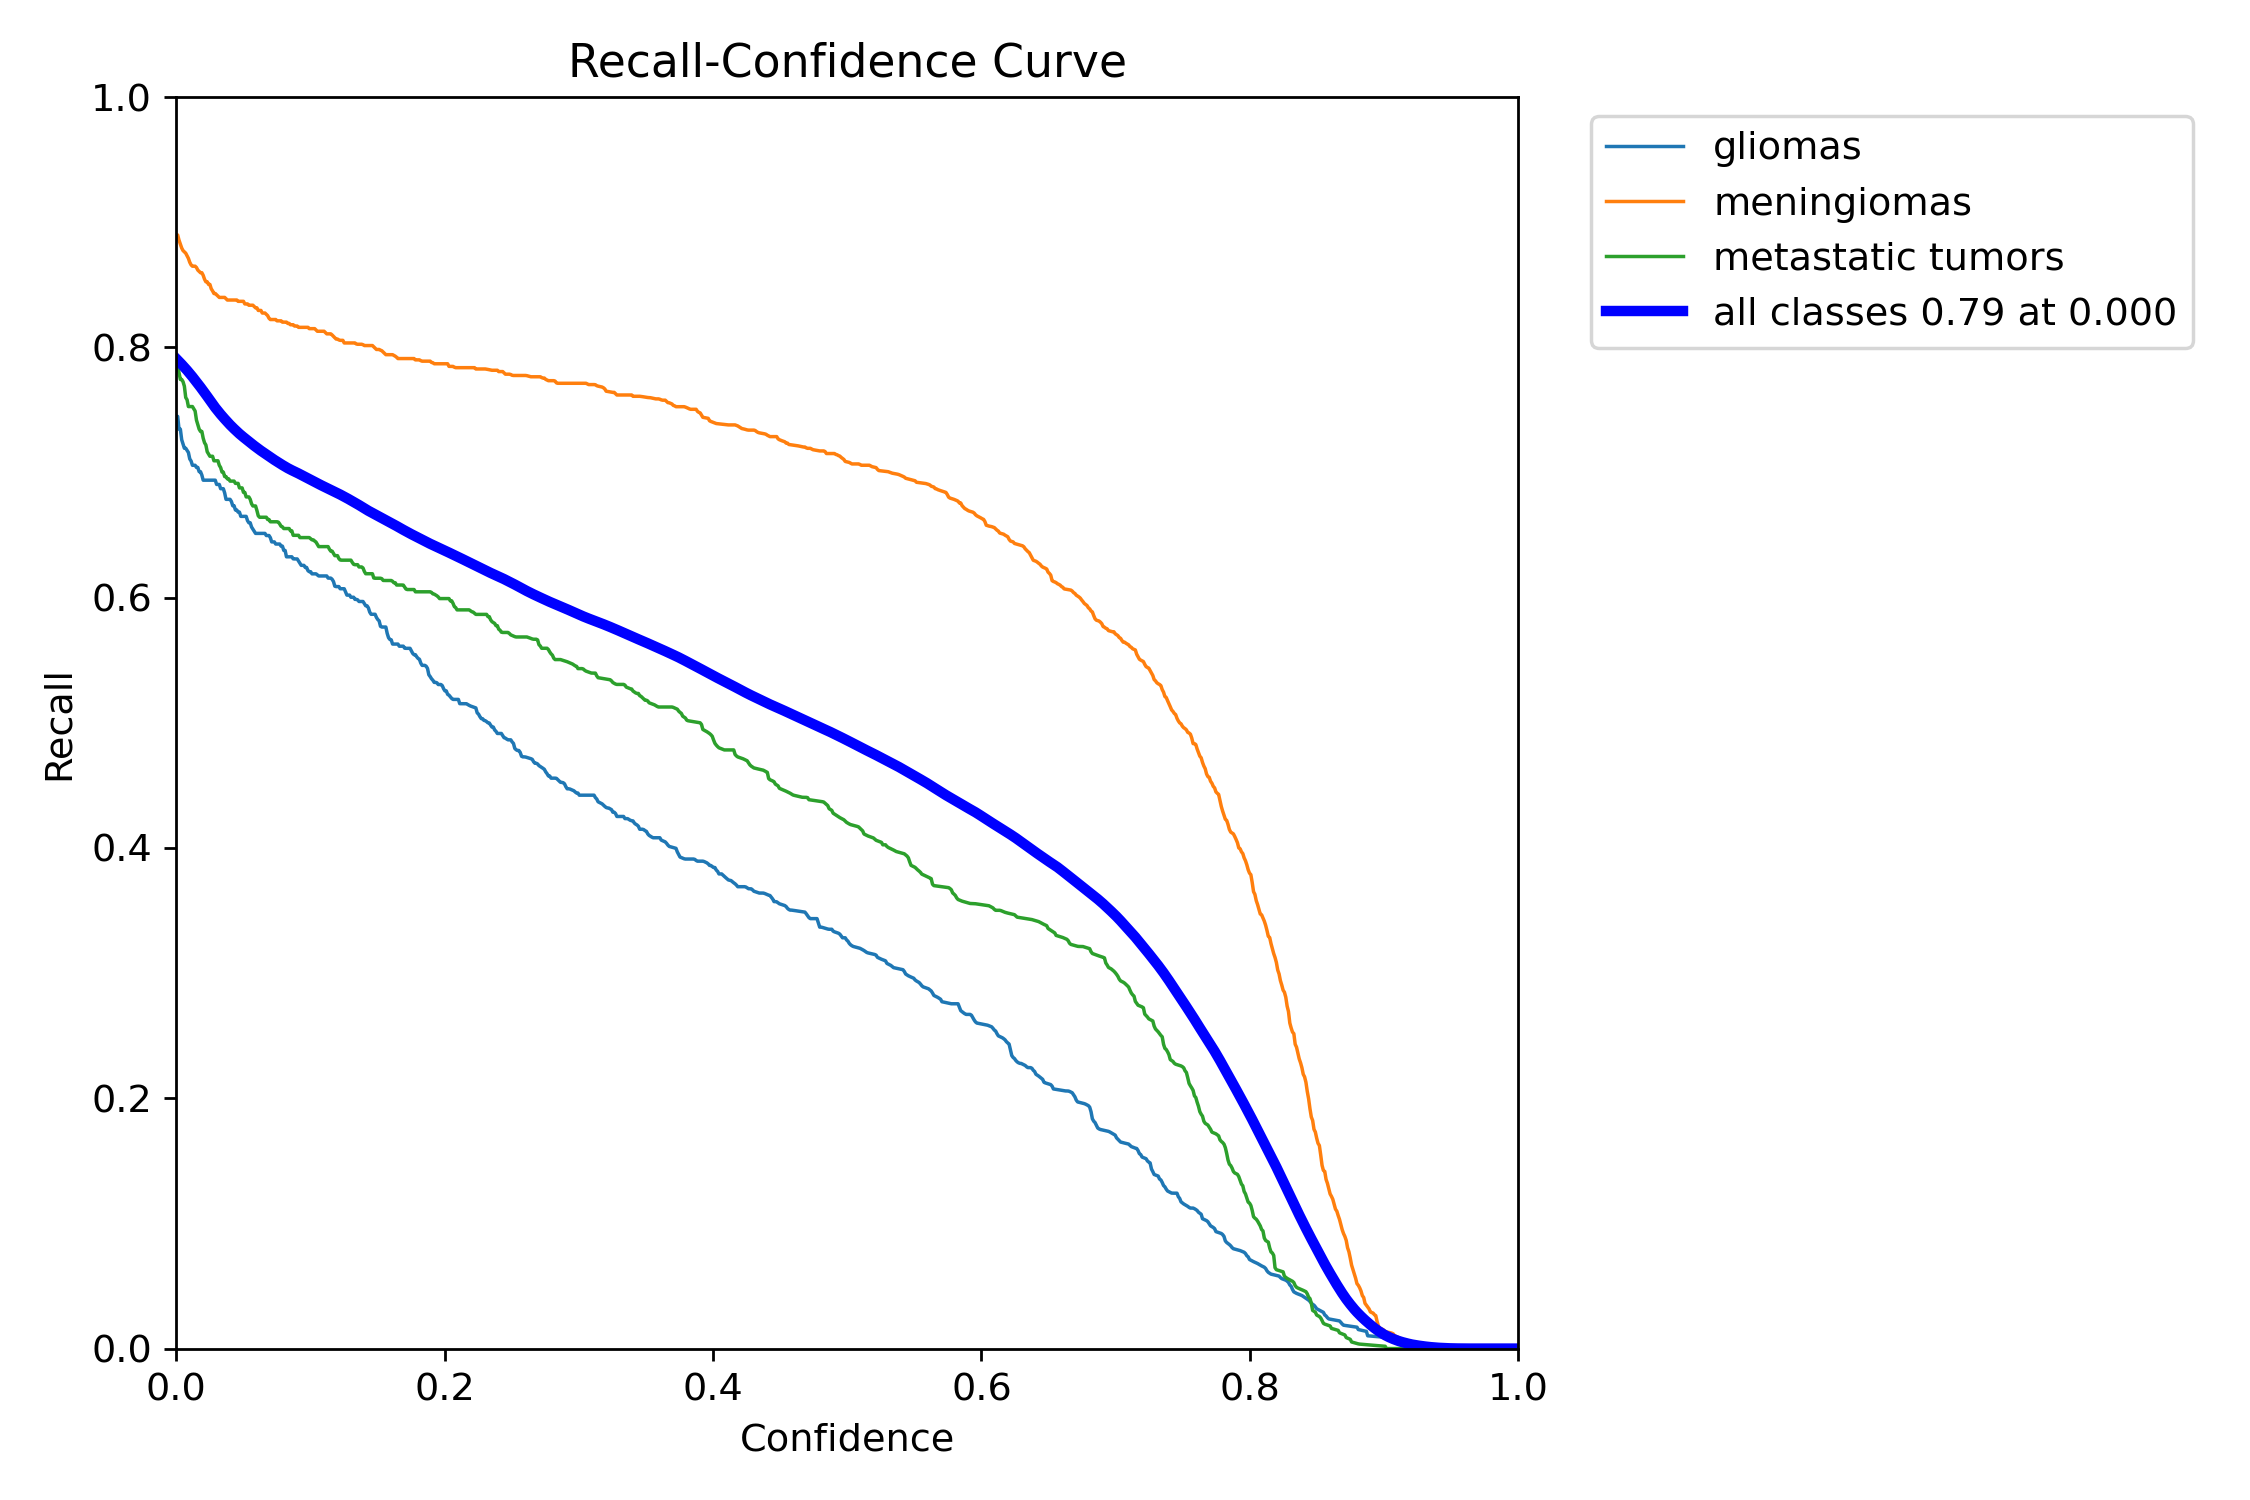 Recall-Confidence Curve
1.0
0.8
0.6
0.4
0.2
0.0
Recall
0.0 0.2 0.4 0.6 0.8 1.0
Confidence
gliomas
meningiomas
metastatic tumors
all classes 0.79 at 0.000